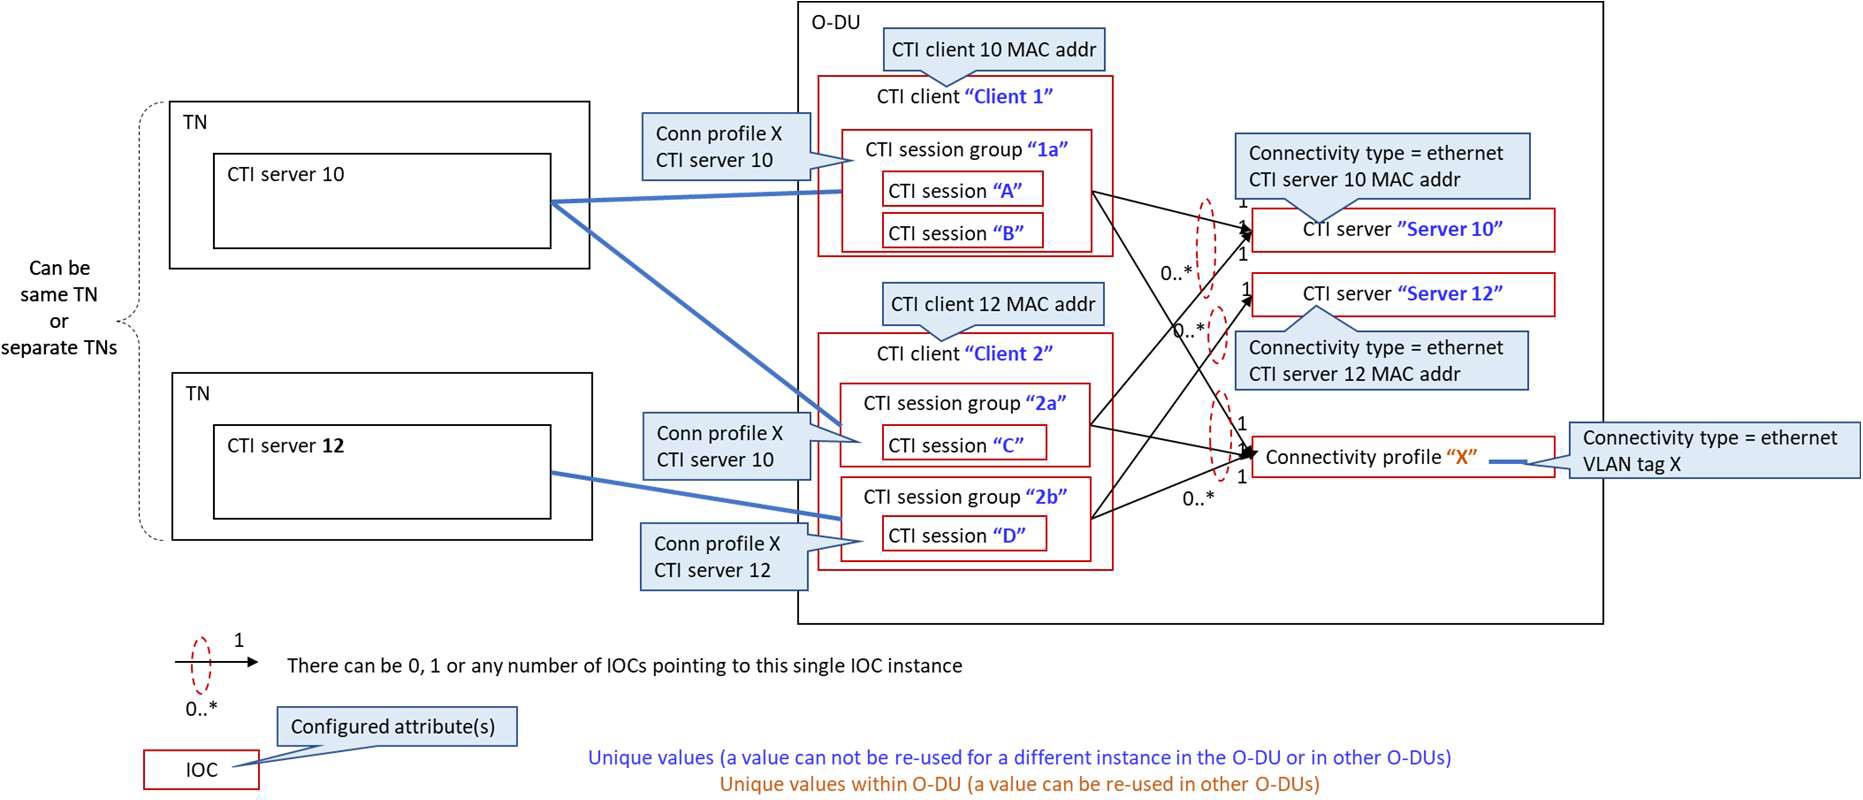 O-DU
CTI client 10 MAC addr
CTI client “Client 1”
Conn profile X
CTI server 10
CTI session group “1a”
CTI session “A”
CTI session “B”
TN
CTI server 10
Can be
same TN
or
separate TNs
TN
CTI server 12
CTI client 12 MAC addr
CTI client “Client 2”
Conn profile X
CTI server 10
CTI session group “2a”
CTI session “C”
CTI session group “2b”
CTI session “D”
Conn profile X
CTI server 12
Connectivity type = ethernet
CTI server 10 MAC addr
1
1
1
0..*
CTI server ”Server 10”
1
0..*
CTI server “Server 12”
Connectivity type = ethernet
CTI server 12 MAC addr
1
1
1
0..*
Connectivity profile “X”
Connectivity type = ethernet
VLAN tag X
1
0..*
There can be 0, 1 or any number of IOCs pointing to this single IOC instance
Configured attribute(s)
IOC
Unique values (a value can not be re-used for a different instance in the O-DU or in other O-DUs)
Unique values within O-DU (a value can be re-used in other O-DUs)